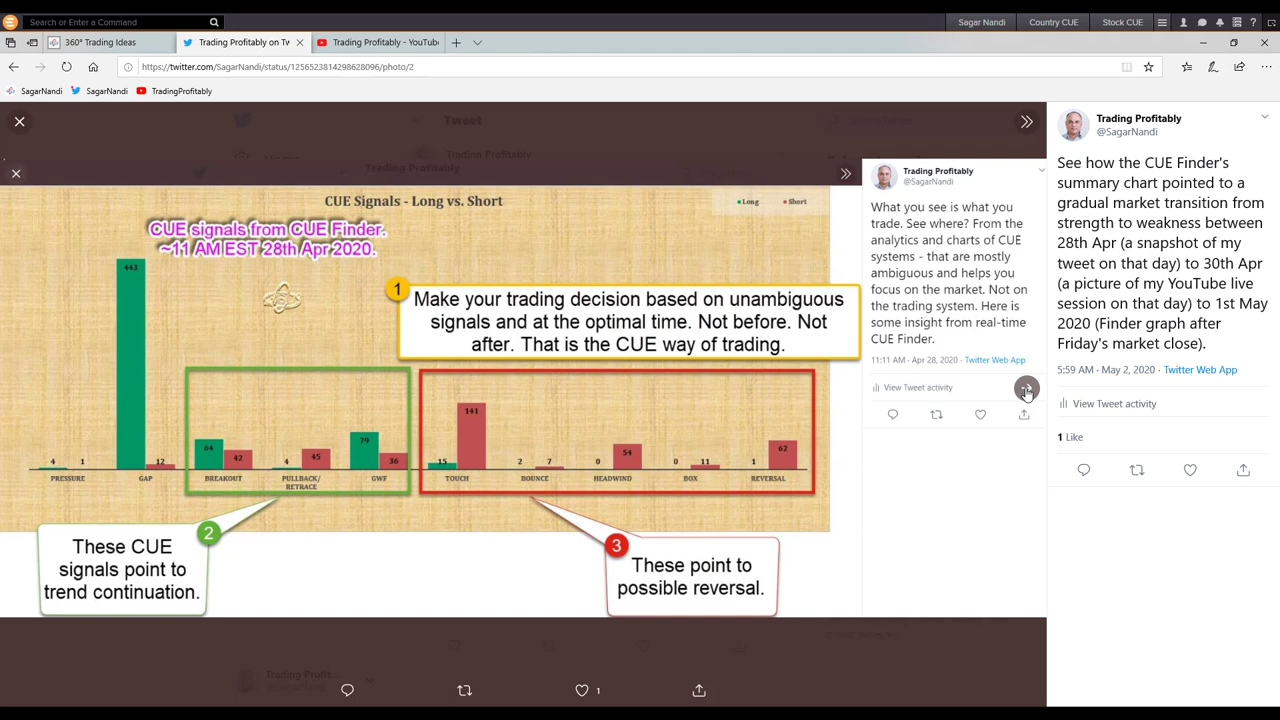 Search or Enter a Command
Sagar Nandi
Country CUE
Stock CUE
360° Trading Ideas
Trading Profitably on Tw
Trading Profitably - YouTube
https://twitter.com/SagarNandi/status/1256523814298628096/photo/2
SagarNandi
SagarNandi
TradingProfitably
Tweet
Trading Profitably
Trading Profitably
CUE Signals - Long vs. Short
Long
Short
CUE signals from CUE Finder.
~11 AM EST 28th Apr 2020.
443
1
Make your trading decision based on unambiguous
signals and at the optimal time. Not before. Not
after. That is the CUE way of trading.
4 1 12 64 42 4 45 79 36 15 141 2 7 0 54 0 11 1 62
PRESSURE GAP BREAKOUT PULLBACK/ GWF TOUCH BOUNCE HEADWIND BOX REVERSAL
RETRACE
2
These CUE
signals point to
trend continuation.
3
These point to
possible reversal.
Trading Profitably
@SagarNandi
What you see is what you
trade. See where? From the
analytics and charts of CUE
systems - that are mostly
ambiguous and helps you
focus on the market. Not on
the trading system. Here is
some insight from real-time
CUE Finder.
11:11 AM · Apr 28, 2020 · Twitter Web App
View Tweet activity
Trading Profit...
@SagarNandi
1
Trading Profitably
@SagarNandi
See how the CUE Finder's
summary chart pointed to a
gradual market transition from
strength to weakness between
28th Apr (a snapshot of my
tweet on that day) to 30th Apr
(a picture of my YouTube live
session on that day) to 1st May
2020 (Finder graph after
Friday's market close).
5:59 AM · May 2, 2020 · Twitter Web App
View Tweet activity
1 Like